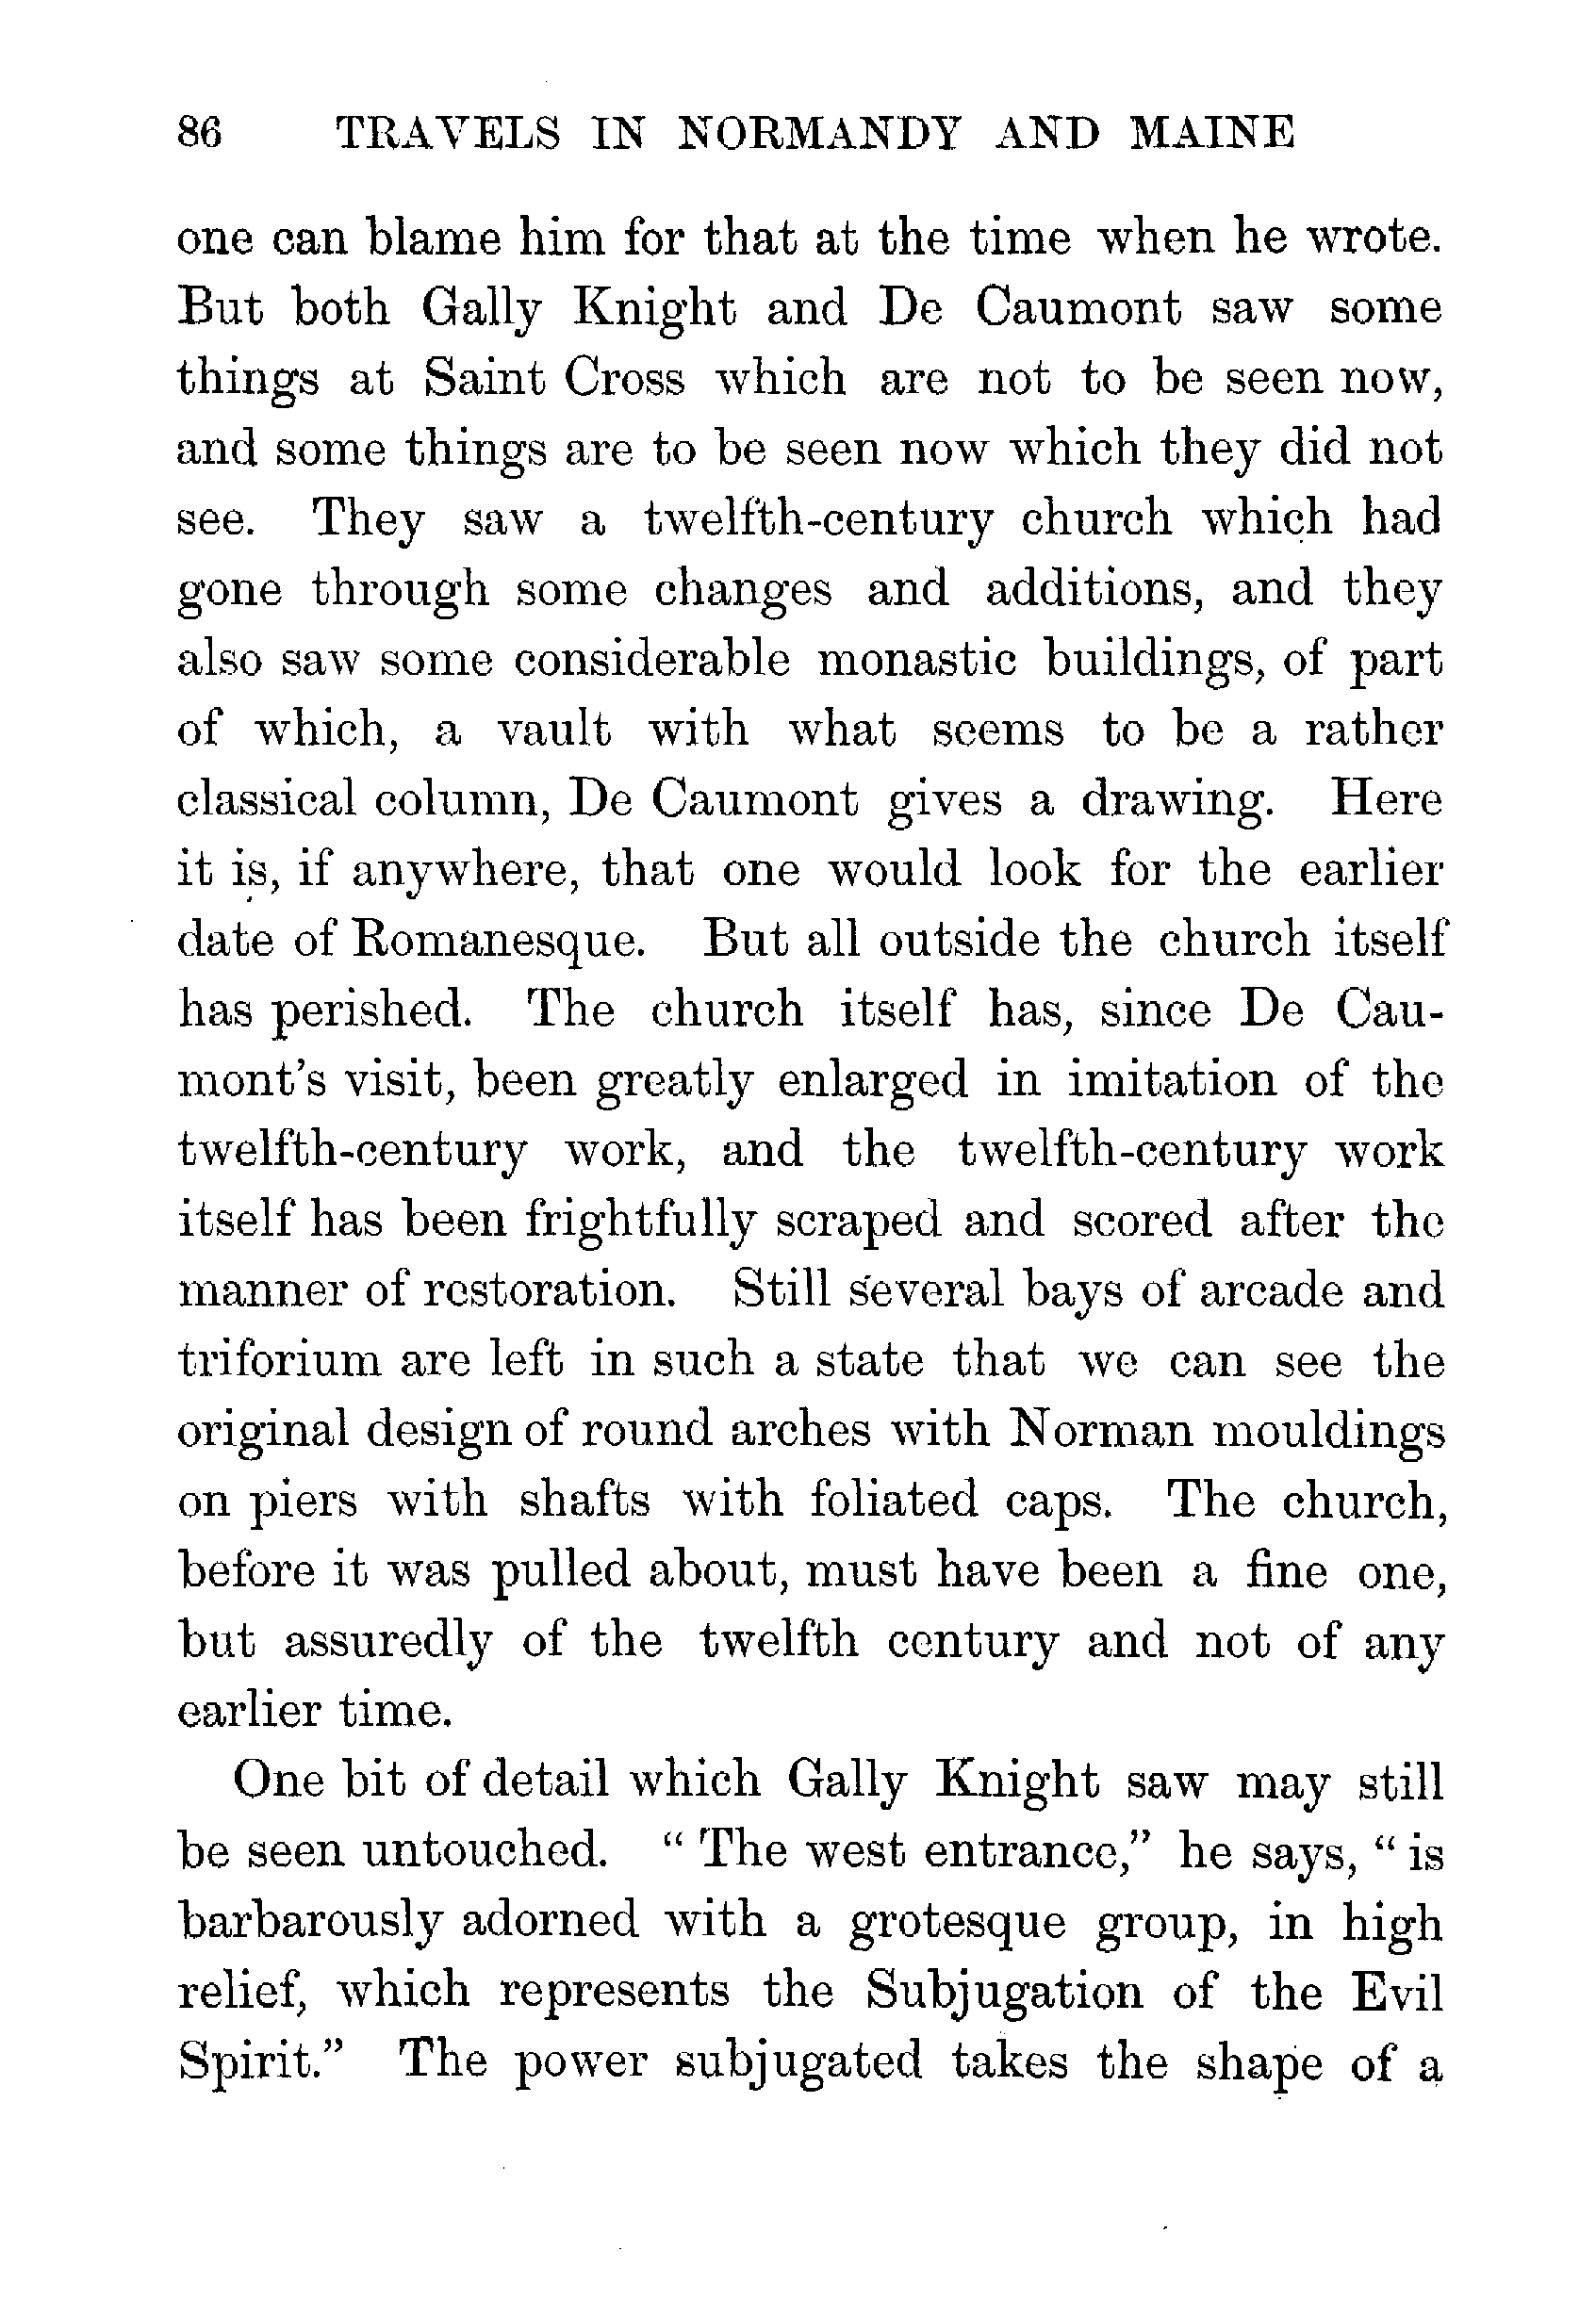 86 TRAVELS IN NORMANDY AND MAINE
one can blame him for that at the time when he wrote.
But both Gally Knight and De Caumont saw some
things at Saint Cross which are not to be seen now,
and some things are to be seen now which they did not
see. They saw a twelfth-century church which had
gone through some changes and additions, and they
also saw some considerable monastic buildings, of part
of which, a vault with what seems to be a rather
classical column, De Caumont gives a drawing. Here
it is, if anywhere, that one would look for the earlier
date of Romanesque. But all outside the church itself
has perished. The church itself has, since De Cau-
mont's visit, been greatly enlarged in imitation of the
twelfth-century work, and the twelfth-century work
itself has been frightfully scraped and scored after the
manner of restoration. Still several bays of arcade and
triforium are left in such a state that we can see the
original design of round arches with Norman mouldings
on piers with shafts with foliated caps. The church,
before it was pulled about, must have been a fine one,
but assuredly of the twelfth century and not of any
earlier time.
One bit of detail which Gally Knight saw may still
be seen untouched. “ The west entrance,” he says, “ is
barbarously adorned with a grotesque group, in high
relief, which represents the Subjugation of the Evil
Spirit.” The power subjugated takes the shape of a